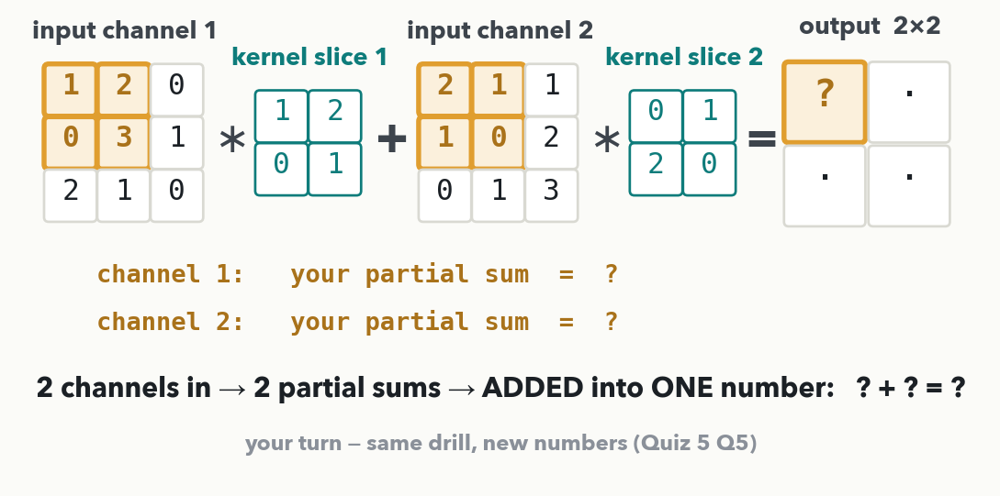 input channel 1 input channel 2 output 2×2
kernel slice 1 kernel slice 2
1 2 0 1 2 2 1 1 0 1 ? .
0 3 1 * 0 1 + 1 0 2 * 2 0 = . .
2 1 0 0 1 3
channel 1: your partial sum = ?
channel 2: your partial sum = ?
2 channels in → 2 partial sums → ADDED into ONE number: ? + ? = ?
your turn — same drill, new numbers (Quiz 5 Q5)